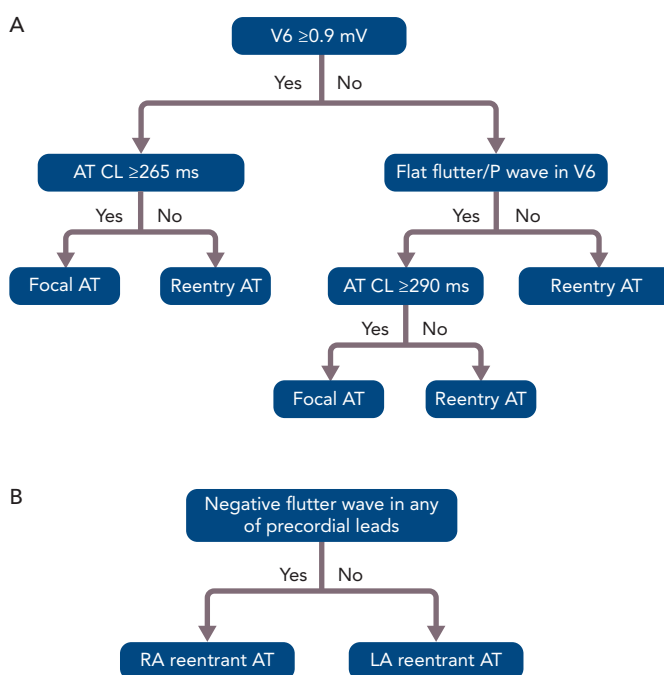 A
V6 ≥0.9 mV
Yes No
AT CL ≥265 ms
Flat flutter/P wave in V6
Yes No
Yes No
Focal AT
Reentry AT
AT CL ≥290 ms
Reentry AT
Yes No
Focal AT
Reentry AT
B
Negative flutter wave in any
of precordial leads
Yes No
RA reentrant AT
LA reentrant AT